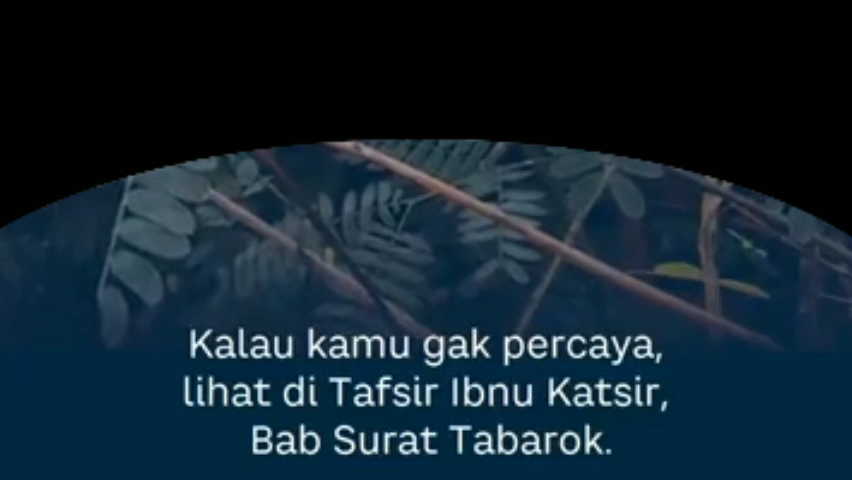 Kalau kamu gak percaya,
lihat di Tafsir Ibnu Katsir,
Bab Surat Tabarok.